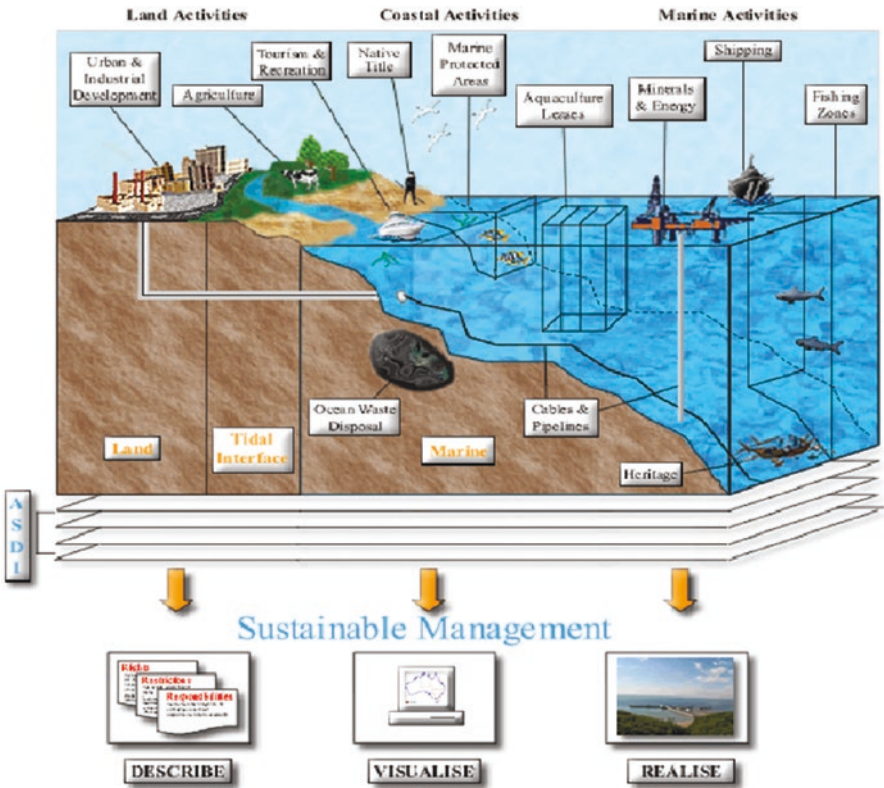 Land Activities
Coastal Activities
Marine Activities
Urban &
Industrial
Development
Agriculture
Tourism &
Recreation
Native
Title
Marine
Protected
Areas
Aquaculture
Leases
Minerals
& Energy
Shipping
Fishing
Zones
Ocean Waste
Disposal
Cables &
Pipelines
Heritage
Land
Tidal
Interface
Marine
A
S
D
I
Sustainable Management
Rights
Restrictions
Responsibilities
DESCRIBE
VISUALISE
REALISE